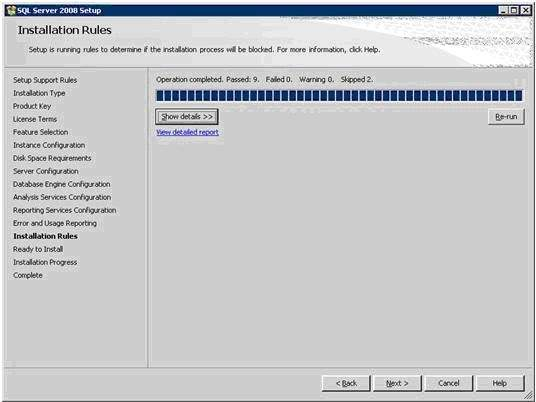 SQL Server 2008 Setup
Installation Rules
Setup is running rules to determine if the installation process will be blocked. For more information, click Help.
Setup Support Rules
Installation Type
Product Key
License Terms
Feature Selection
Instance Configuration
Disk Space Requirements
Server Configuration
Database Engine Configuration
Analysis Services Configuration
Reporting Services Configuration
Error and Usage Reporting
Installation Rules
Ready to Install
Installation Progress
Complete
Operation completed. Passed: 9. Failed 0. Warning 0. Skipped 2.
Show details >>
Re-run
View detailed report
< Back
Next >
Cancel
Help